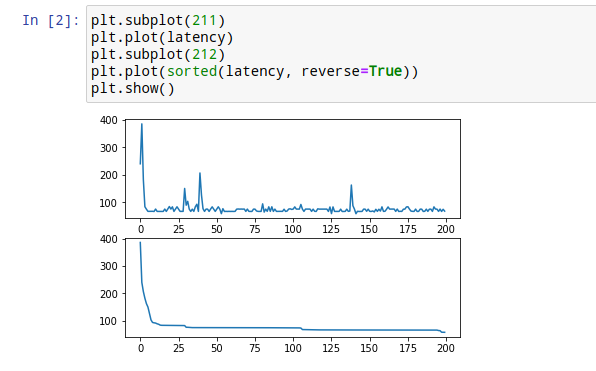 In [2]: plt.subplot(211)
plt.plot(latency)
plt.subplot(212)
plt.plot(sorted(latency, reverse=True))
plt.show()
400
300
200
100
0 25 50 75 100 125 150 175 200
400
300
200
100
0 25 50 75 100 125 150 175 200